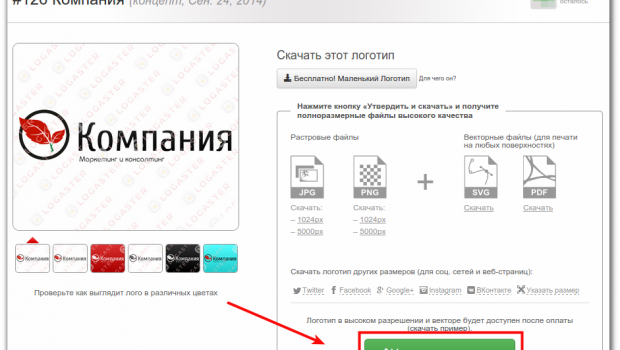 #126 Компания (концепт, Сен. 24, 2014)
осталось
Скачать этот логотип
Бесплатно! Маленький Логотип
Для чего он?
Нажмите кнопку «Утвердить и скачать» и получите
полноразмерные файлы высокого качества
Компания
Маркетинг и консалтинг
LOGASTER
Растровые файлы
Векторные файлы (для печати
на любых поверхностях)
JPG
PNG
+
SVG
PDF
Скачать:
– 1024px
– 5000px
Скачать:
– 1024px
– 5000px
Скачать
Скачать
Компания
Компания
Компания
Компания
Компания
Компания
Проверьте как выглядит лого в различных цветах
Скачать логотип других размеров (для соц. сетей и веб-страниц):
Twitter
Facebook
Google+
Instagram
ВКонтакте
Указать размер
Логотип в высоком разрешении и векторе будет доступен после оплаты
(скачать пример).